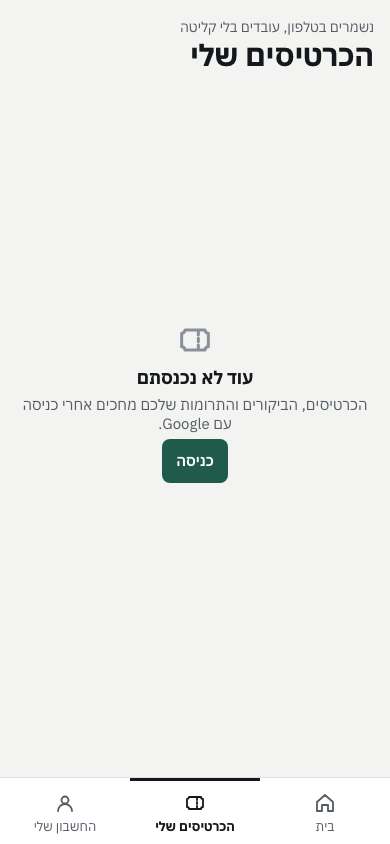 נשמרים בטלפון, עובדים בלי קליטה
הכרטיסים שלי
עוד לא נכנסתם
הכרטיסים, הביקורים והתרומות שלכם מחכים אחרי כניסה
עם Google.
כניסה
בית
הכרטיסים שלי
החשבון שלי